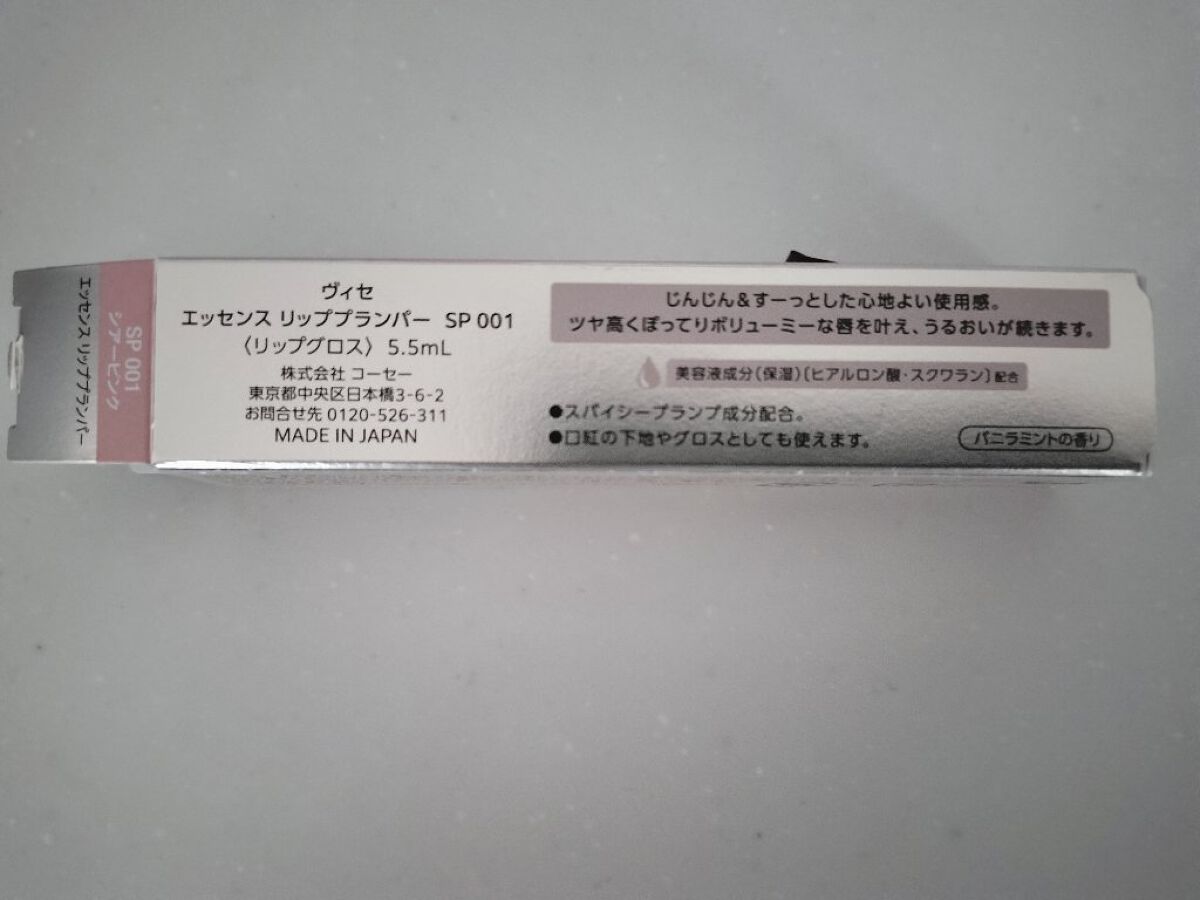 エッセンス リッププランパー
SP 001
シアーピンク
ヴィセ
エッセンス リッププランパー SP 001
〈リップグロス〉 5.5mL
株式会社 コーセー
東京都中央区日本橋3-6-2
お問合せ先 0120-526-311
MADE IN JAPAN
じんじん&すーっとした心地よい使用感。
ツヤ高くぽってりボリューミーな唇を叶え、うるおいが続きます。
美容液成分(保湿)〔ヒアルロン酸・スクワラン〕配合
●スパイシープランプ成分配合。
●口紅の下地やグロスとしても使えます。
バニラミントの香り